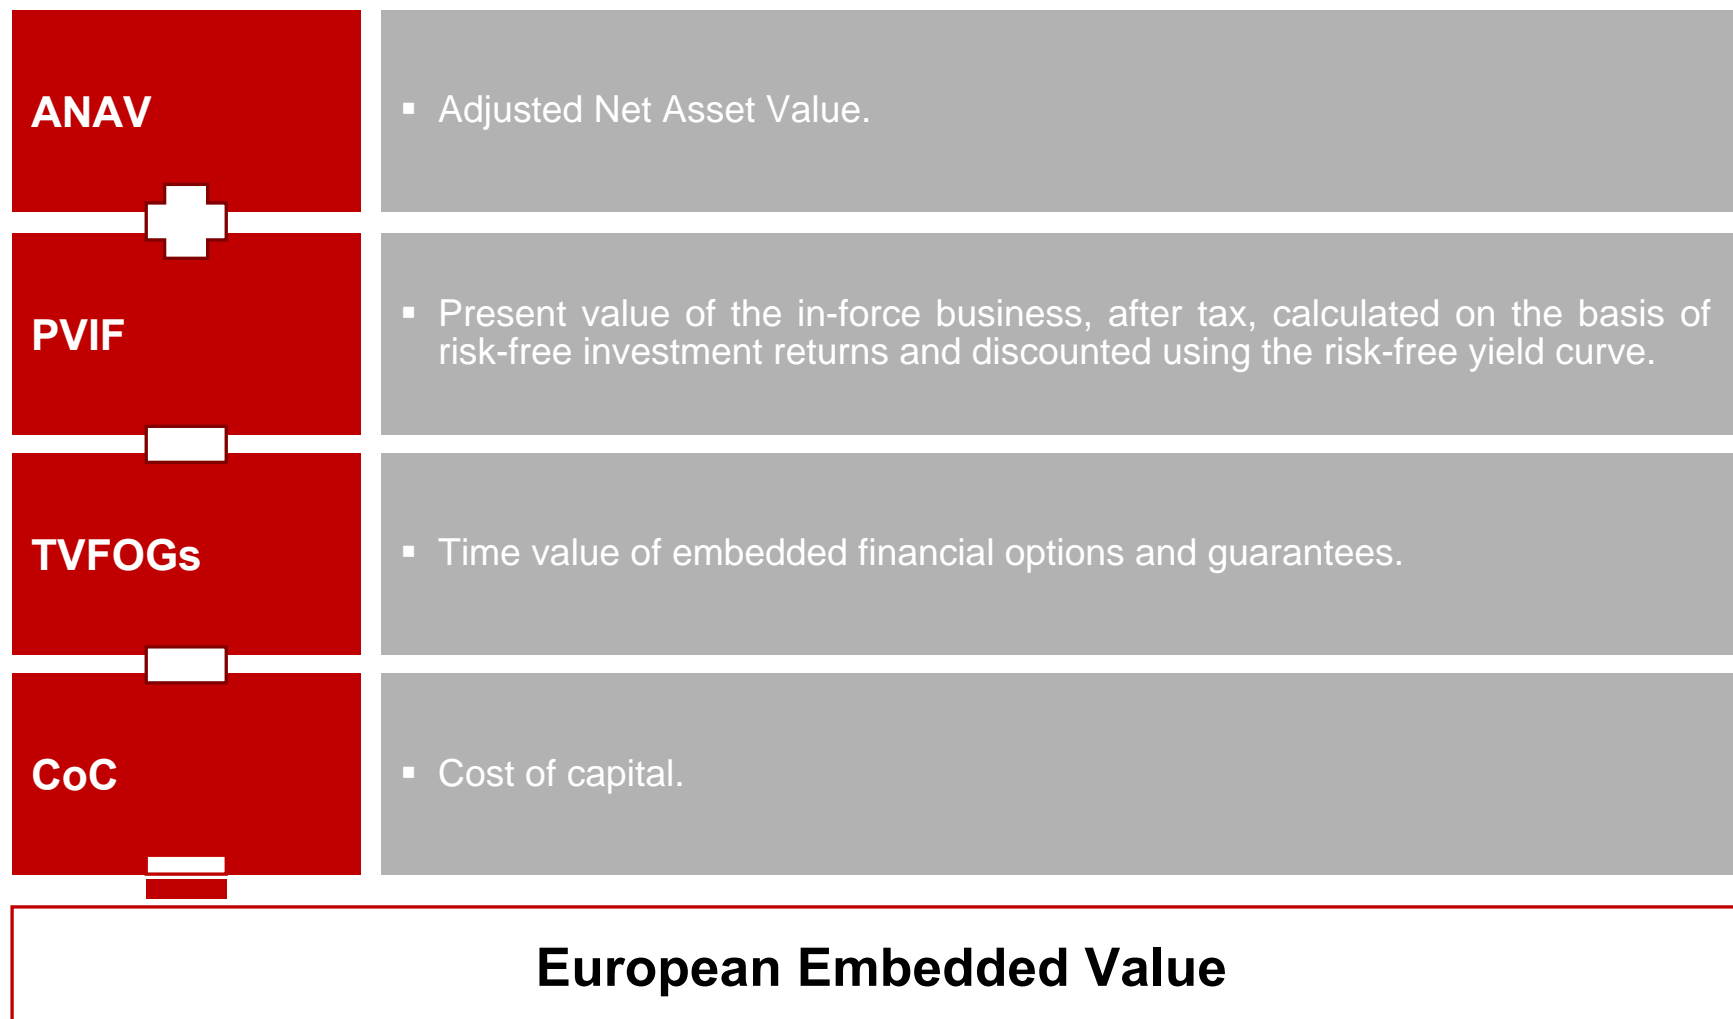 ANAV
▪ Adjusted Net Asset Value.
PVIF
▪ Present value of the in-force business, after tax, calculated on the basis of
risk-free investment returns and discounted using the risk-free yield curve.
TVFOGs
▪ Time value of embedded financial options and guarantees.
CoC
▪ Cost of capital.
European Embedded Value